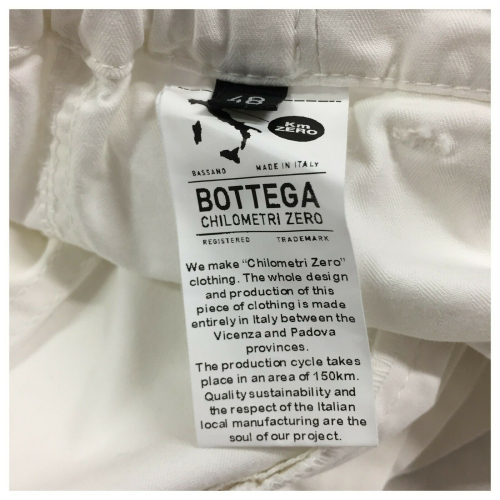 48
Km
ZERO
BASSANO MADE IN ITALY
BOTTEGA
CHILOMETRI ZERO
REGISTERED TRADEMARK
We make "Chilometri Zero"
clothing. The whole design
and production of this
piece of clothing is made
entirely in Italy between the
Vicenza and Padova
provinces.
The production cycle takes
place in an area of 150km.
Quality sustainability and
the respect of the Italian
local manufacturing are the
soul of our project.